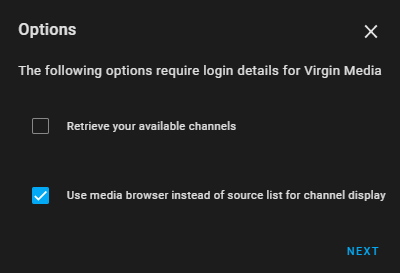 Options
The following options require login details for Virgin Media
Retrieve your available channels
Use media browser instead of source list for channel display
NEXT